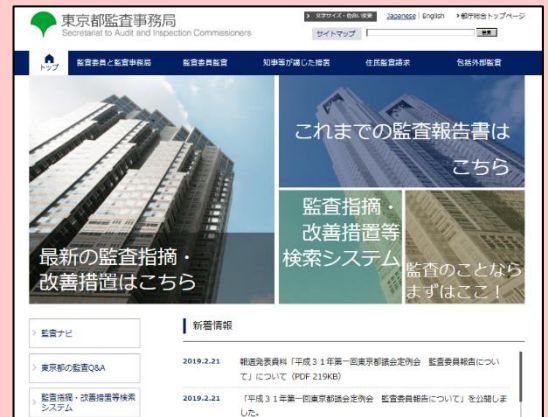 東京都監査事務局
Secretariat to Audit and Inspection Commissioners
文字サイズ・色合い変更 Japanese English 都庁総合トップページ
サイトマップ 検索
トップ 監査委員と監査事務局 監査委員監査 知事等が講じた措置 住民監査請求 包括外部監査
これまでの監査報告書は
こちら
最新の監査指摘・
改善措置はこちら
監査指摘・
改善措置等
検索システム
監査のことなら
まずはここ！
監査ナビ
東京都の監査Q&A
監査指摘・改善措置等検索
システム
新着情報
2019.2.21 報道発表資料「平成３１年第一回東京都議会定例会　監査委員報告につい
て」について（PDF 219KB）
2019.2.21 「平成３１年第一回東京都議会定例会　監査委員報告について」を公開しま
した。